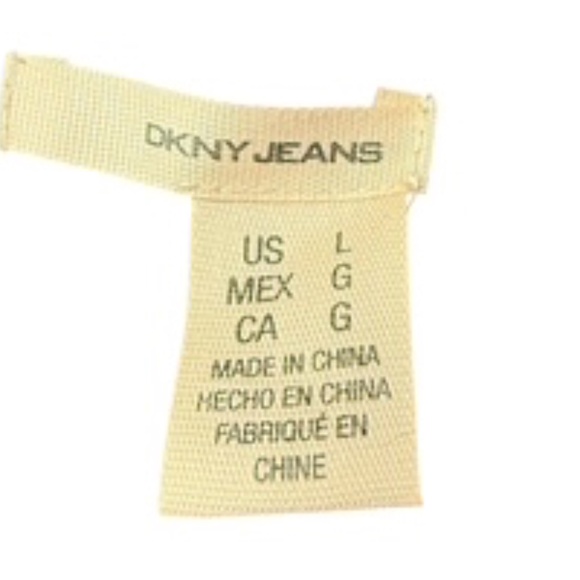 DKNY JEANS
US L
MEX G
CA G
MADE IN CHINA
HECHO EN CHINA
FABRIQUÉ EN
CHINE